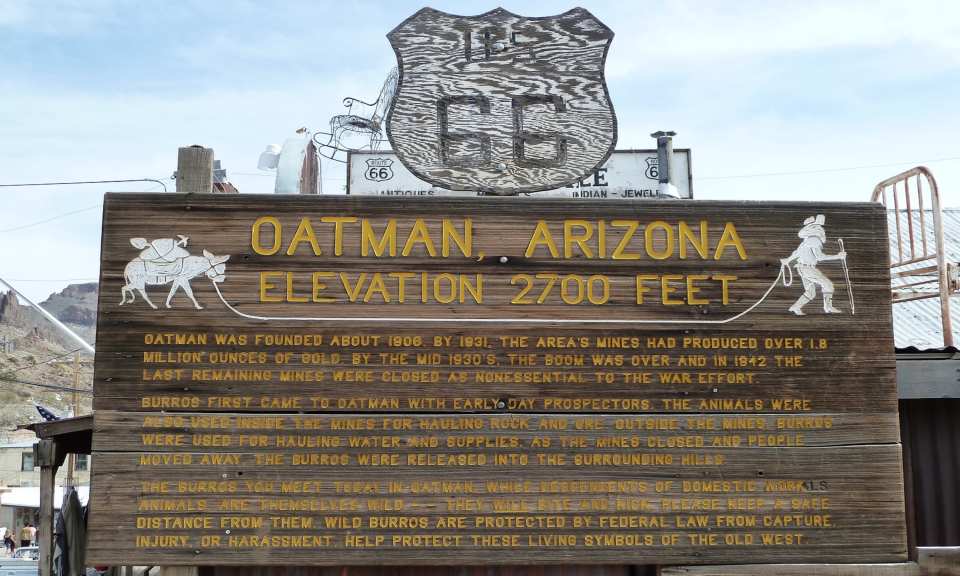 66
ROUTE 66
ROUTE 66
ANTIQUES
INDIAN - JEWEL
OATMAN, ARIZONA
ELEVATION 2700 FEET
OATMAN WAS FOUNDED ABOUT 1906. BY 1931, THE AREA'S MINES HAD PRODUCED OVER 1.8
MILLION OUNCES OF GOLD. BY THE MID 1930'S, THE BOOM WAS OVER AND IN 1942 THE
LAST REMAINING MINES WERE CLOSED AS NONESSENTIAL TO THE WAR EFFORT.
BURROS FIRST CAME TO OATMAN WITH EARLY DAY PROSPECTORS. THE ANIMALS WERE
ALSO USED INSIDE THE MINES FOR HAULING ROCK AND ORE. OUTSIDE THE MINES, BURROS
WERE USED FOR HAULING WATER AND SUPPLIES. AS THE MINES CLOSED AND PEOPLE
MOVED AWAY, THE BURROS WERE RELEASED INTO THE SURROUNDING HILLS.
THE BURROS YOU MEET TODAY IN OATMAN, WHILE DESCENDENTS OF DOMESTIC WORK
ANIMALS ARE THEMSELVES WILD -- THEY WILL BITE AND KICK. PLEASE KEEP A SAFE
DISTANCE FROM THEM. WILD BURROS ARE PROTECTED BY FEDERAL LAW FROM CAPTURE,
INJURY, OR HARASSMENT. HELP PROTECT THESE LIVING SYMBOLS OF THE OLD WEST.